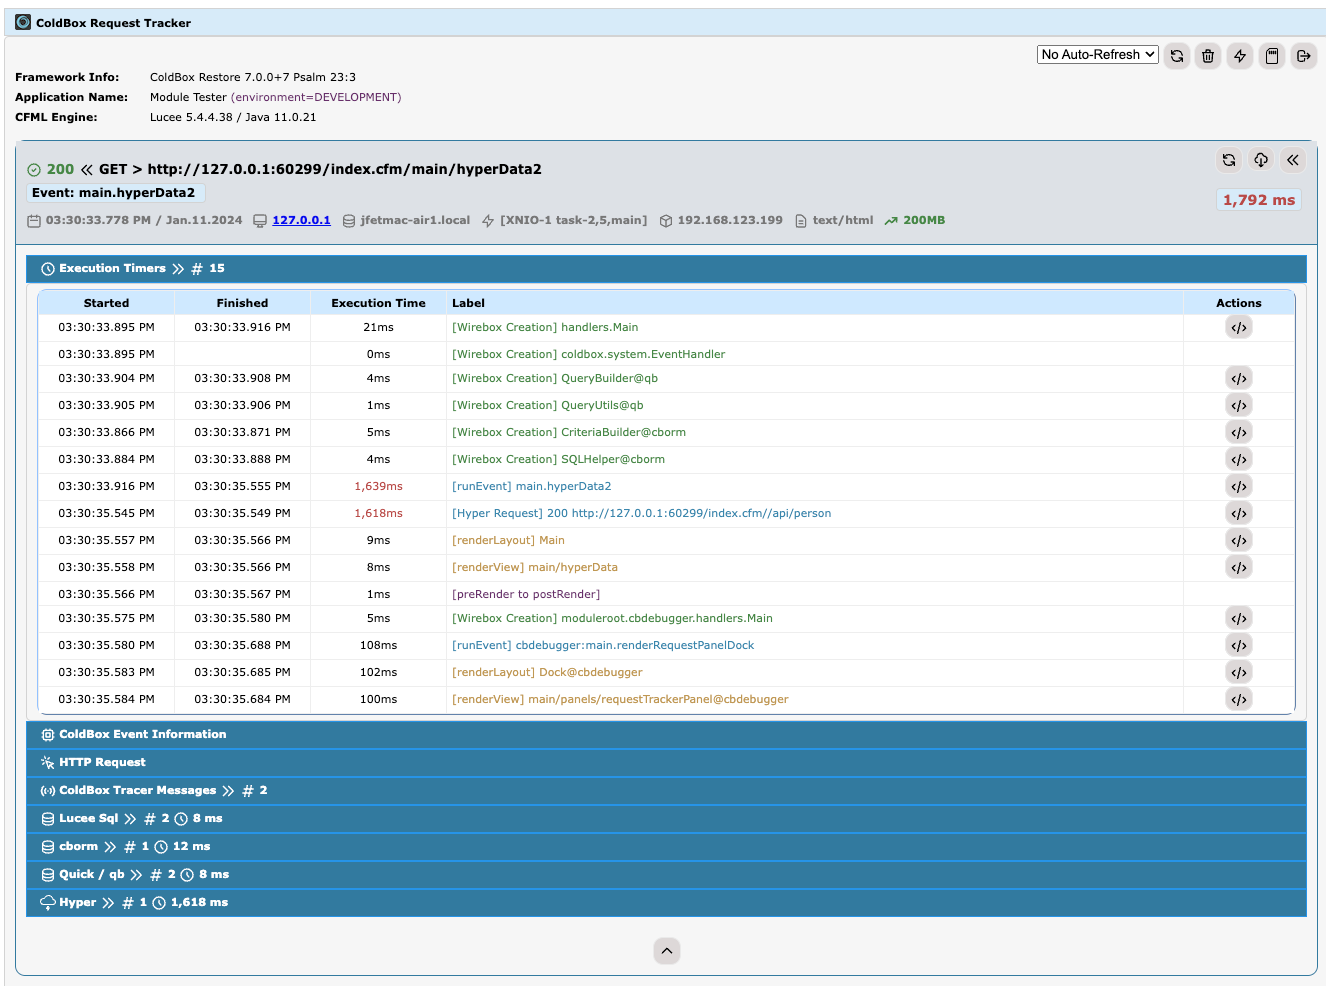 ColdBox Request Tracker
No Auto-Refresh
Framework Info: ColdBox Restore 7.0.0+7 Psalm 23:3
Application Name: Module Tester (environment=DEVELOPMENT)
CFML Engine: Lucee 5.4.4.38 / Java 11.0.21
200 GET > http://127.0.0.1:60299/index.cfm/main/hyperData2
Event: main.hyperData2
1,792 ms
03:30:33.778 PM / Jan.11.2024 127.0.0.1 jfetmac-air1.local [XNIO-1 task-2,5,main] 192.168.123.199 text/html 200MB
Execution Timers # 15
Started Finished Execution Time Label Actions
03:30:33.895 PM 03:30:33.916 PM 21ms [Wirebox Creation] handlers.Main </>
03:30:33.895 PM 0ms [Wirebox Creation] coldbox.system.EventHandler
03:30:33.904 PM 03:30:33.908 PM 4ms [Wirebox Creation] QueryBuilder@qb </>
03:30:33.905 PM 03:30:33.906 PM 1ms [Wirebox Creation] QueryUtils@qb </>
03:30:33.866 PM 03:30:33.871 PM 5ms [Wirebox Creation] CriteriaBuilder@cborm </>
03:30:33.884 PM 03:30:33.888 PM 4ms [Wirebox Creation] SQLHelper@cborm </>
03:30:33.916 PM 03:30:35.555 PM 1,639ms [runEvent] main.hyperData2 </>
03:30:35.545 PM 03:30:35.549 PM 1,618ms [Hyper Request] 200 http://127.0.0.1:60299/index.cfm//api/person </>
03:30:35.557 PM 03:30:35.566 PM 9ms [renderLayout] Main </>
03:30:35.558 PM 03:30:35.566 PM 8ms [renderView] main/hyperData </>
03:30:35.566 PM 03:30:35.567 PM 1ms [preRender to postRender]
03:30:35.575 PM 03:30:35.580 PM 5ms [Wirebox Creation] moduleroot.cbdebugger.handlers.Main </>
03:30:35.580 PM 03:30:35.688 PM 108ms [runEvent] cbdebugger:main.renderRequestPanelDock </>
03:30:35.583 PM 03:30:35.685 PM 102ms [renderLayout] Dock@cbdebugger </>
03:30:35.584 PM 03:30:35.684 PM 100ms [renderView] main/panels/requestTrackerPanel@cbdebugger </>
ColdBox Event Information
HTTP Request
ColdBox Tracer Messages # 2
Lucee Sql # 2 8 ms
cborm # 1 12 ms
Quick / qb # 2 8 ms
Hyper # 1 1,618 ms